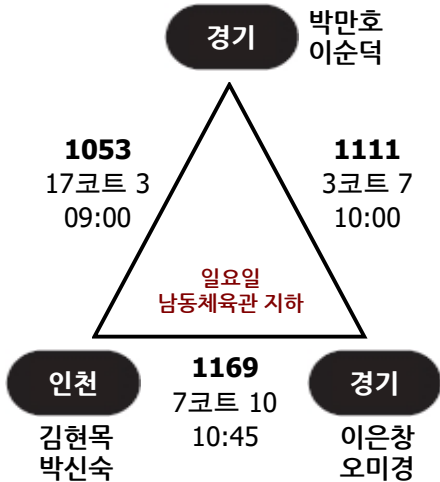 경기
박만호
이순덕
1053
17코트 3
09:00
1111
3코트 7
10:00
일요일
남동체육관 지하
인천
김현목
박신숙
1169
7코트 10
10:45
경기
이은창
오미경